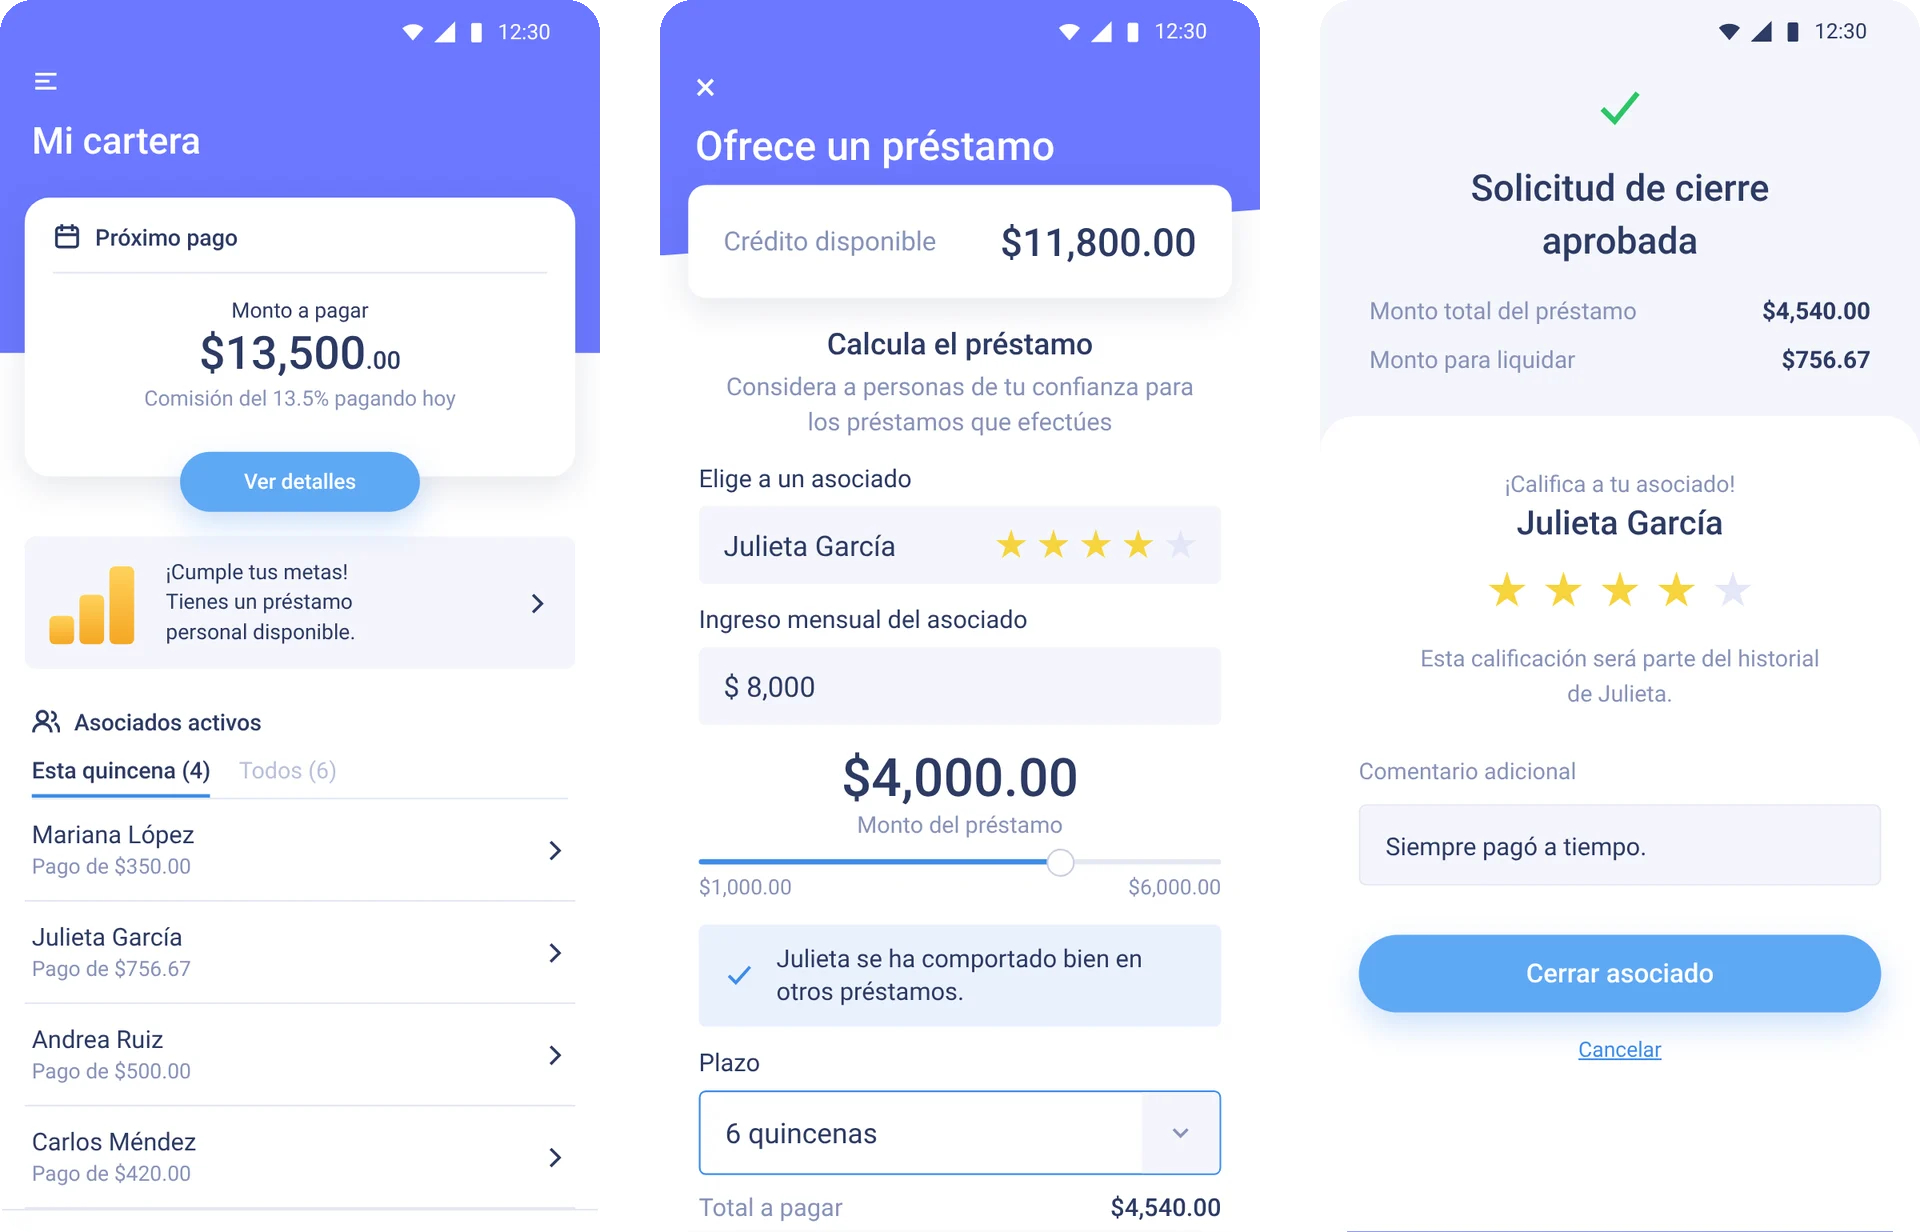 12:30
Mi cartera
Próximo pago
Monto a pagar
$13,500.00
Comisión del 13.5% pagando hoy
Ver detalles
¡Cumple tus metas!
Tienes un préstamo
personal disponible.
Asociados activos
Esta quincena (4) Todos (6)
Mariana López
Pago de $350.00
Julieta García
Pago de $756.67
Andrea Ruiz
Pago de $500.00
Carlos Méndez
Pago de $420.00
12:30
Ofrece un préstamo
Crédito disponible $11,800.00
Calcula el préstamo
Considera a personas de tu confianza para
los préstamos que efectúes
Elige a un asociado
Julieta García
Ingreso mensual del asociado
$ 8,000
$4,000.00
Monto del préstamo
$1,000.00 $6,000.00
Julieta se ha comportado bien en
otros préstamos.
Plazo
6 quincenas
Total a pagar $4,540.00
12:30
Solicitud de cierre
aprobada
Monto total del préstamo $4,540.00
Monto para liquidar $756.67
¡Califica a tu asociado!
Julieta García
Esta calificación será parte del historial
de Julieta.
Comentario adicional
Siempre pagó a tiempo.
Cerrar asociado
Cancelar